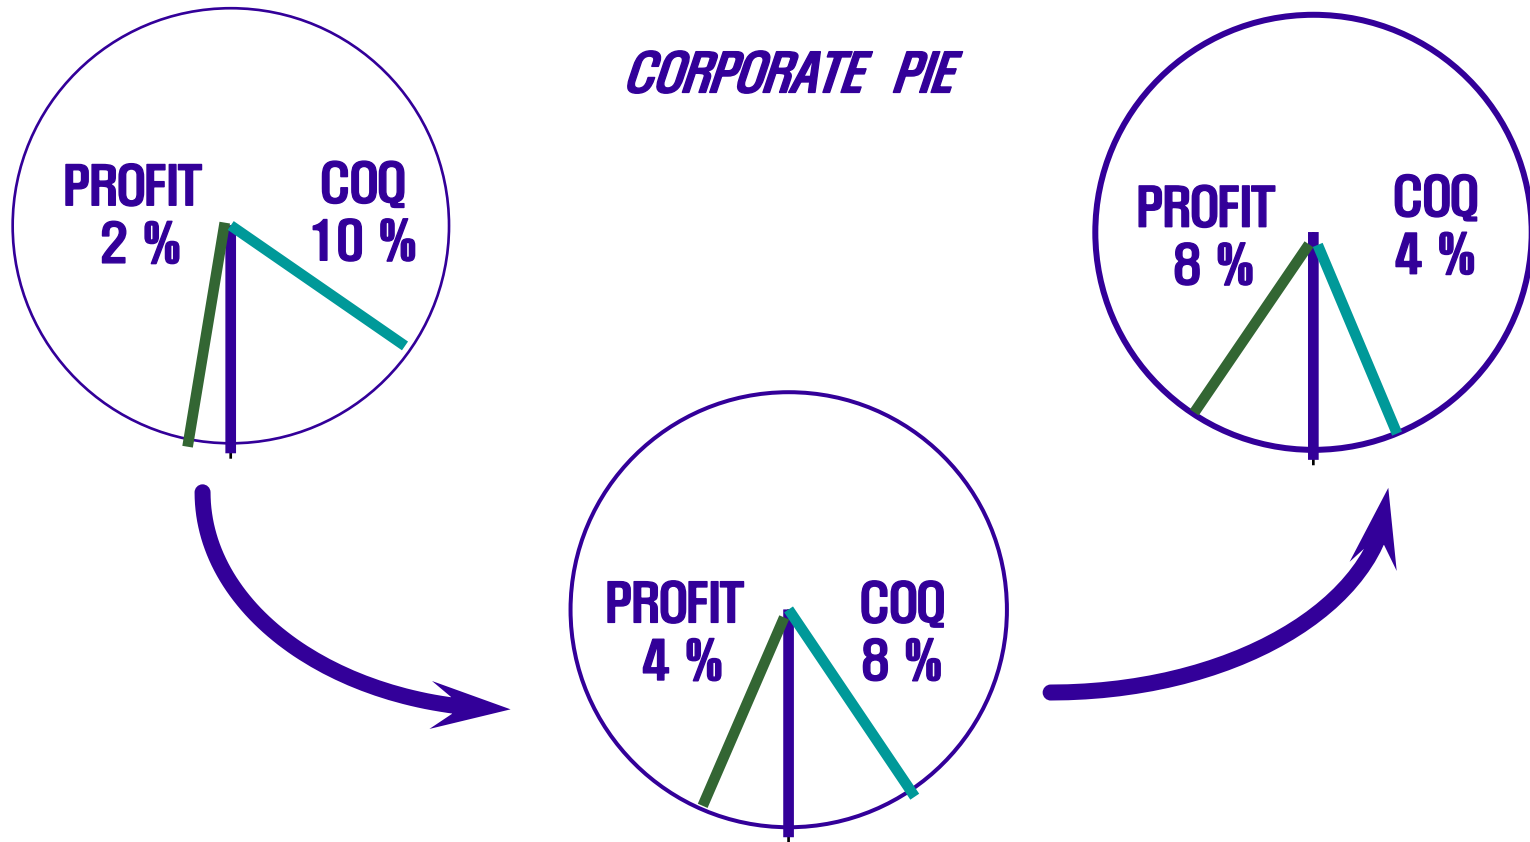 CORPORATE PIE
PROFIT
2 %
COQ
10 %
PROFIT
4 %
COQ
8 %
PROFIT
8 %
COQ
4 %